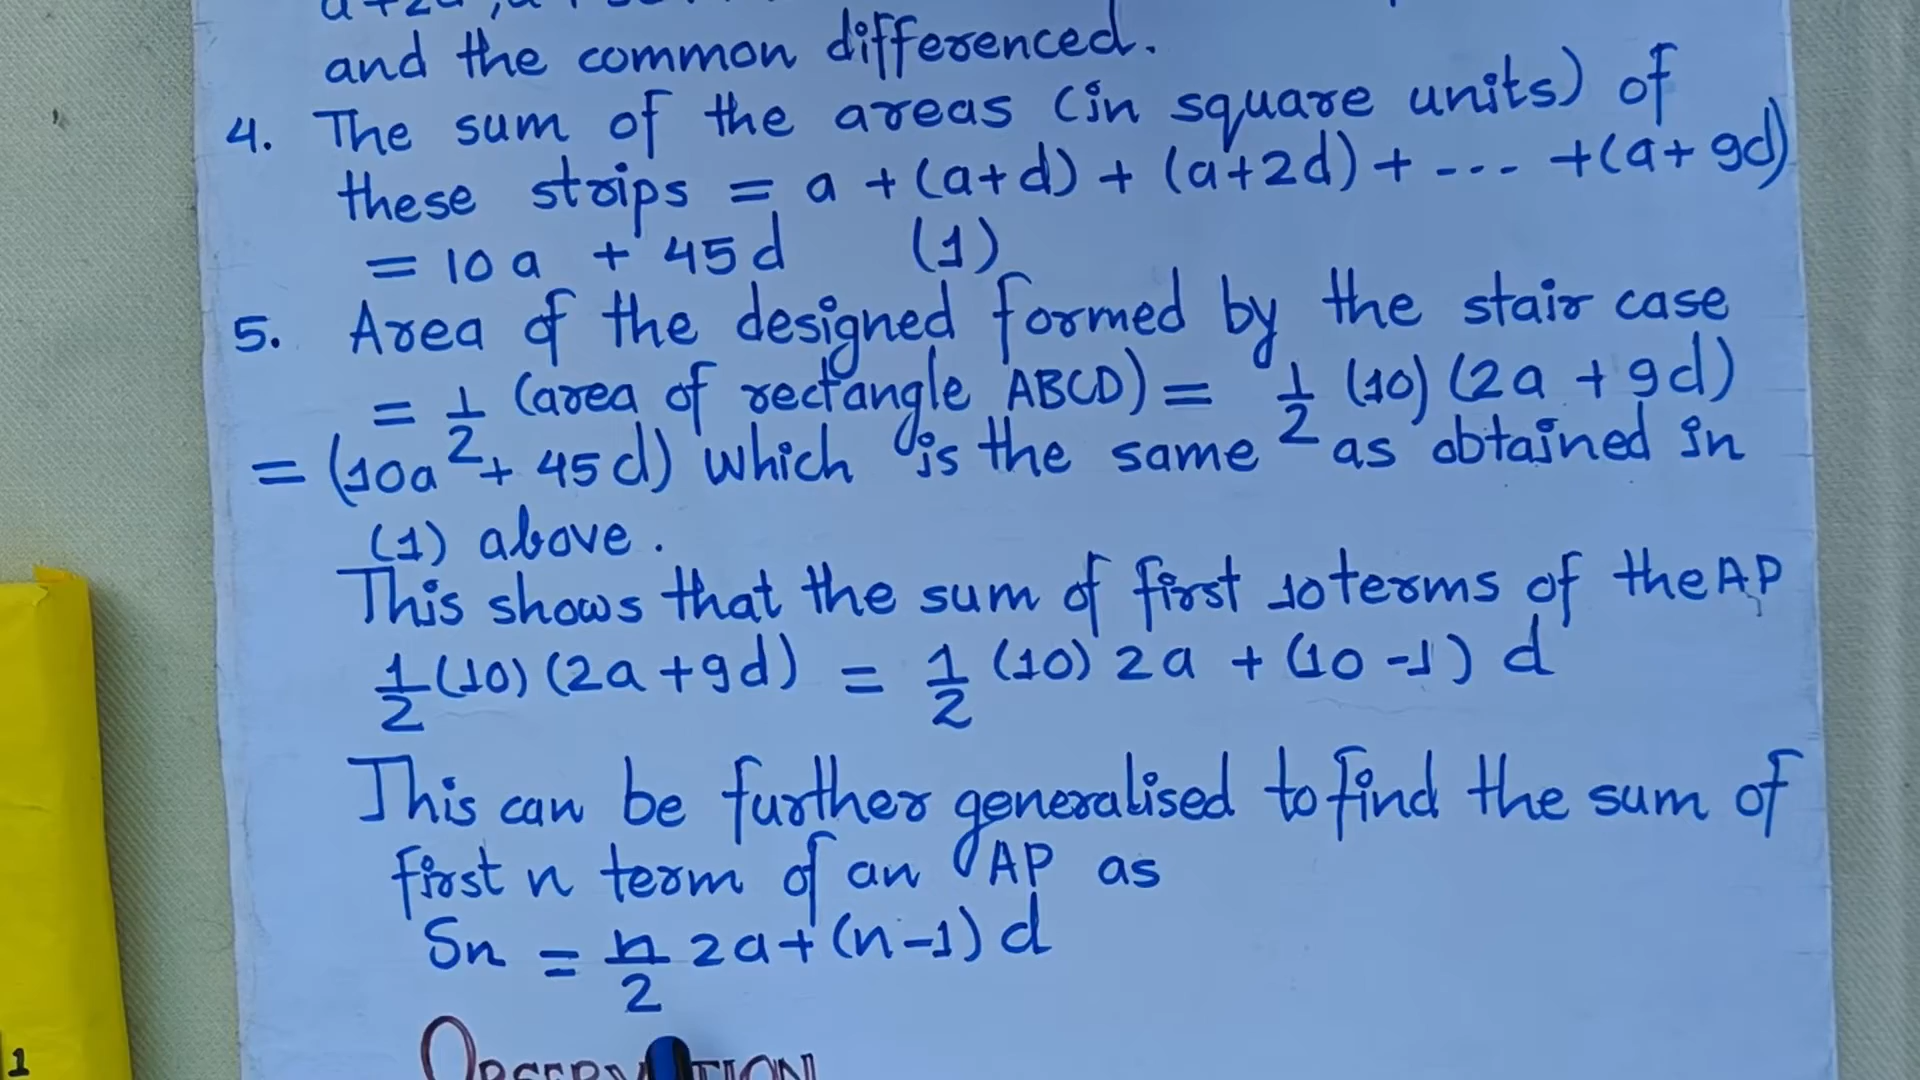 and the common differenced.
4. The sum of the areas (in square units) of
these strips = a + (a+d) + (a+2d) + --- +(a+9d)
= 10a + 45d (1)
5. Area of the designed formed by the stair case
= 1/2 (area of rectangle ABCD) = 1/2 (10) (2a + 9d)
= (10a + 45d) which is the same as obtained in
(1) above.
This shows that the sum of first 10 terms of the AP
1/2 (10) (2a+9d) = 1/2 (10) 2a + (10-1) d
This can be further generalised to find the sum of
first n term of an AP as
Sn = n/2 2a+(n-1) d
1